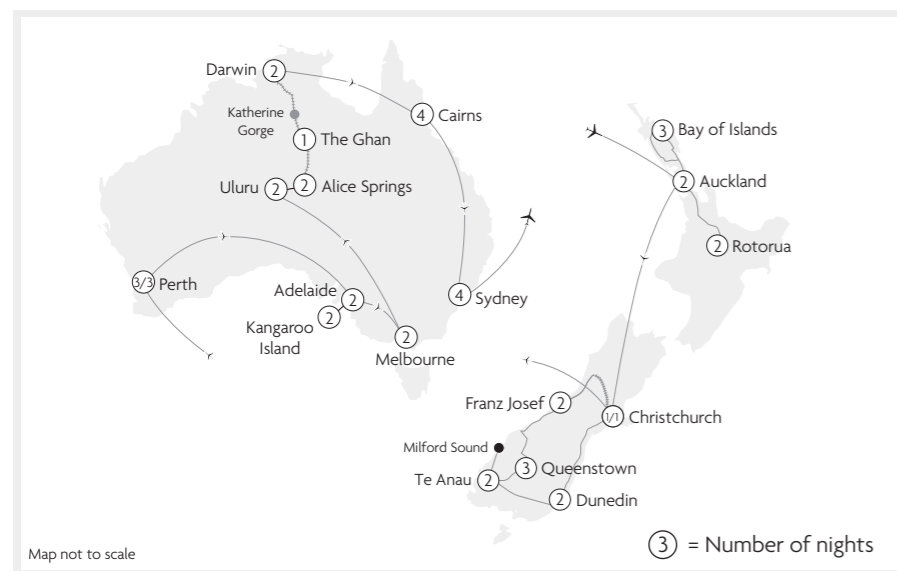 Darwin 2
Katherine
Gorge
1 The Ghan
4 Cairns
Uluru 2
2 Alice Springs
3/3 Perth
Adelaide 2
Kangaroo
Island
2
2
Melbourne
4 Sydney
3 Bay of Islands
2 Auckland
2 Rotorua
Franz Josef 2
1/1 Christchurch
Milford Sound
3 Queenstown
Te Anau 2
2 Dunedin
Map not to scale
3 = Number of nights